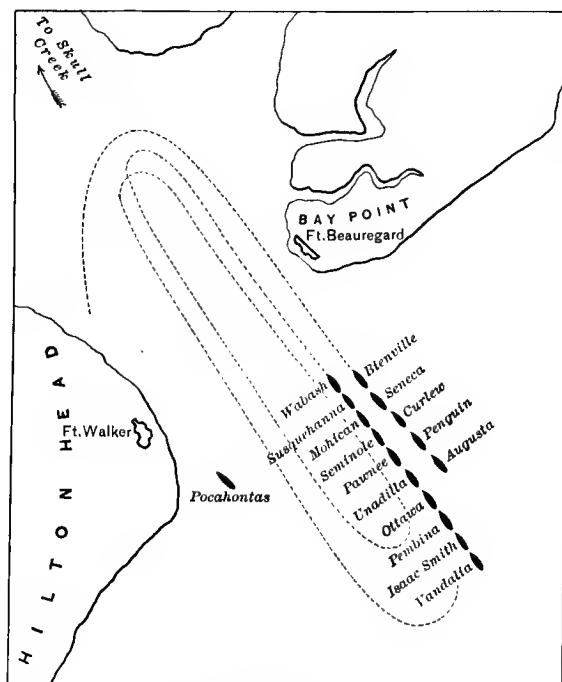 To Skull
Creek
BAY POINT
Ft. Beauregard
HILTON HEAD
Ft. Walker
Pocahontas
Wabash
Susquehanna
Mohican
Seminole
Pawnee
Unadilla
Ottawa
Pembina
Isaac Smith
Vandalia
Bienville
Seneca
Curlew
Penguin
Augusta